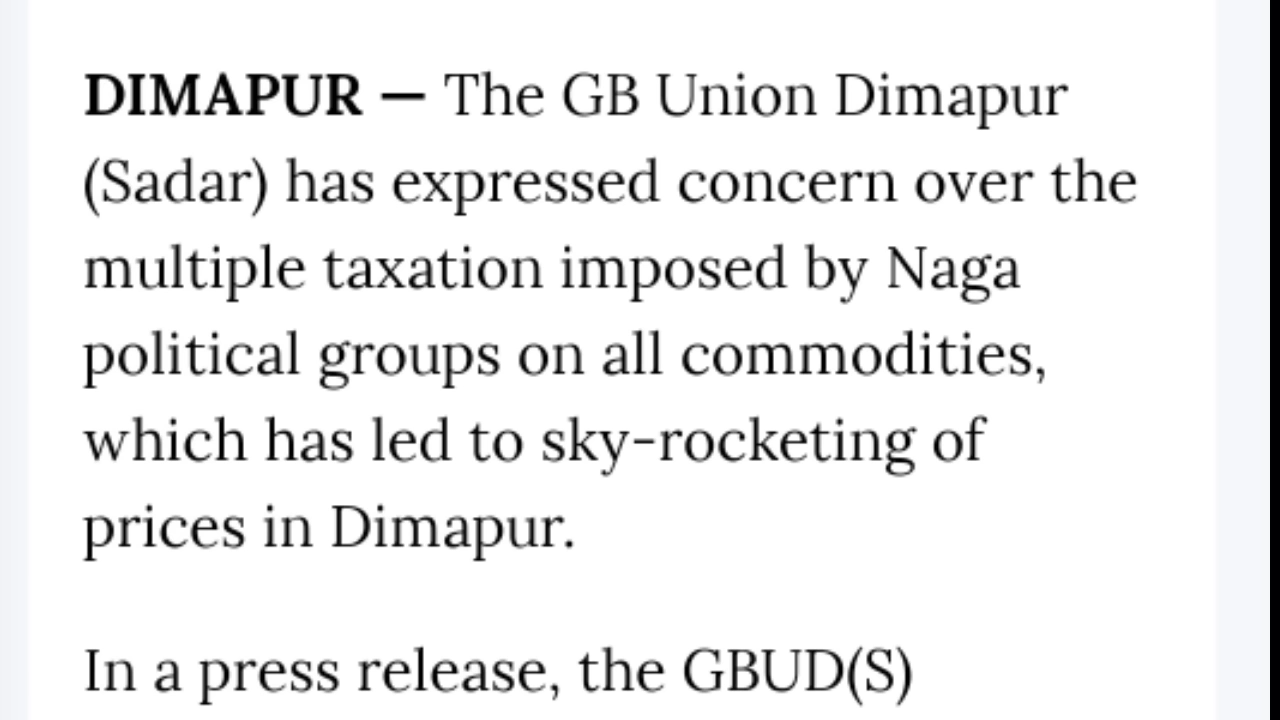 DIMAPUR — The GB Union Dimapur
(Sadar) has expressed concern over the
multiple taxation imposed by Naga
political groups on all commodities,
which has led to sky-rocketing of
prices in Dimapur.
In a press release, the GBUD(S)